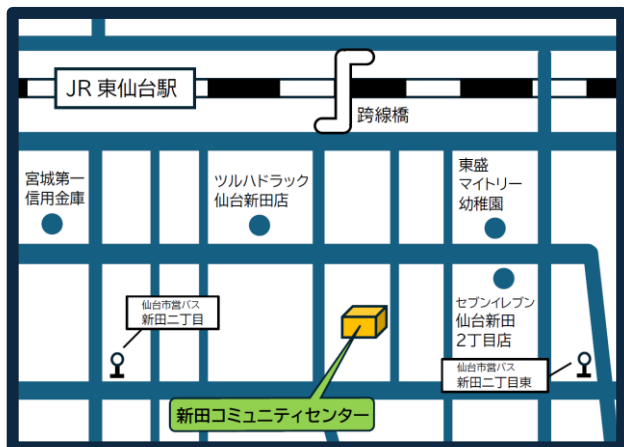 JR 東仙台駅
跨線橋
宮城第一
信用金庫
ツルハドラック
仙台新田店
東盛
マイトリー
幼稚園
仙台市営バス
新田二丁目
セブンイレブン
仙台新田
2丁目店
仙台市営バス
新田二丁目東
新田コミュニティセンター